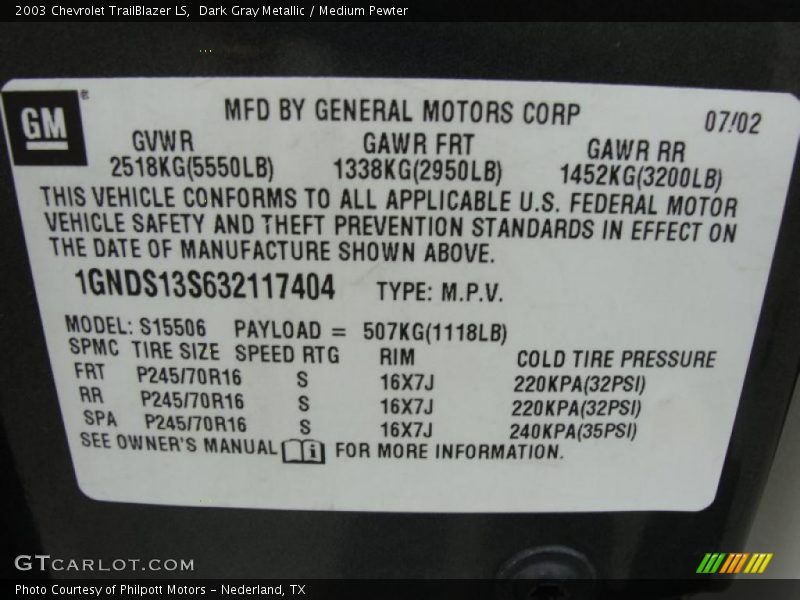 2003 Chevrolet TrailBlazer LS,  Dark Gray Metallic / Medium Pewter
GM®
MFD BY GENERAL MOTORS CORP 07/02
GVWR GAWR FRT GAWR RR
2518KG(5550LB) 1338KG(2950LB) 1452KG(3200LB)
THIS VEHICLE CONFORMS TO ALL APPLICABLE U.S. FEDERAL MOTOR
VEHICLE SAFETY AND THEFT PREVENTION STANDARDS IN EFFECT ON
THE DATE OF MANUFACTURE SHOWN ABOVE.
1GNDS13S632117404 TYPE: M.P.V.
MODEL: S15506 PAYLOAD = 507KG(1118LB)
SPMC TIRE SIZE SPEED RTG RIM COLD TIRE PRESSURE
FRT P245/70R16 S 16X7J 220KPA(32PSI)
RR P245/70R16 S 16X7J 220KPA(32PSI)
SPA P245/70R16 S 16X7J 240KPA(35PSI)
SEE OWNER'S MANUAL i FOR MORE INFORMATION.
GTCARLOT.COM
Photo Courtesy of Philpott Motors - Nederland, TX